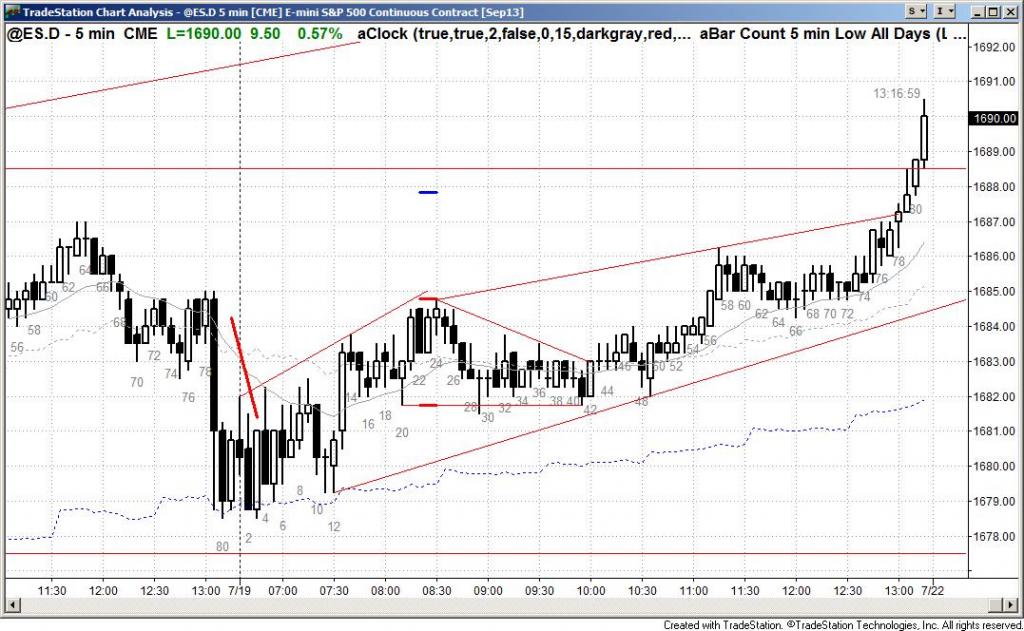 TradeStation Chart Analysis - @ES.D 5 min [CME] E-mini S&P 500 Continuous Contract [Sep13]
S I
@ES.D - 5 min CME L=1690.00 9.50 0.57% aClock (true,true,2,false,0,15,darkgray,red,... aBar Count 5 min Low All Days (L ...
1692.00
1691.00
13:16:59
1690.00
1689.00
1688.00
80
1687.00
64
78
1686.00
62 66 76
60 74
1685.00
58 58 60
62 68 70 72
64 66
1684.00
66
56 56
54
1683.00
72 24 46 50 52
70 74 78 22 26
36 44
1682.00
76 14 34 38 40 48
28 32 42
18 30
16
1681.00
20
1680.00
8
1679.00
10
4 6 12
2
1678.00
80
11:30 12:00 12:30 13:00 7/19 07:00 07:30 08:00 08:30 09:00 09:30 10:00 10:30 11:00 11:30 12:00 12:30 13:00 7/22
Created with TradeStation. ©TradeStation Technologies, Inc. All rights reserved.